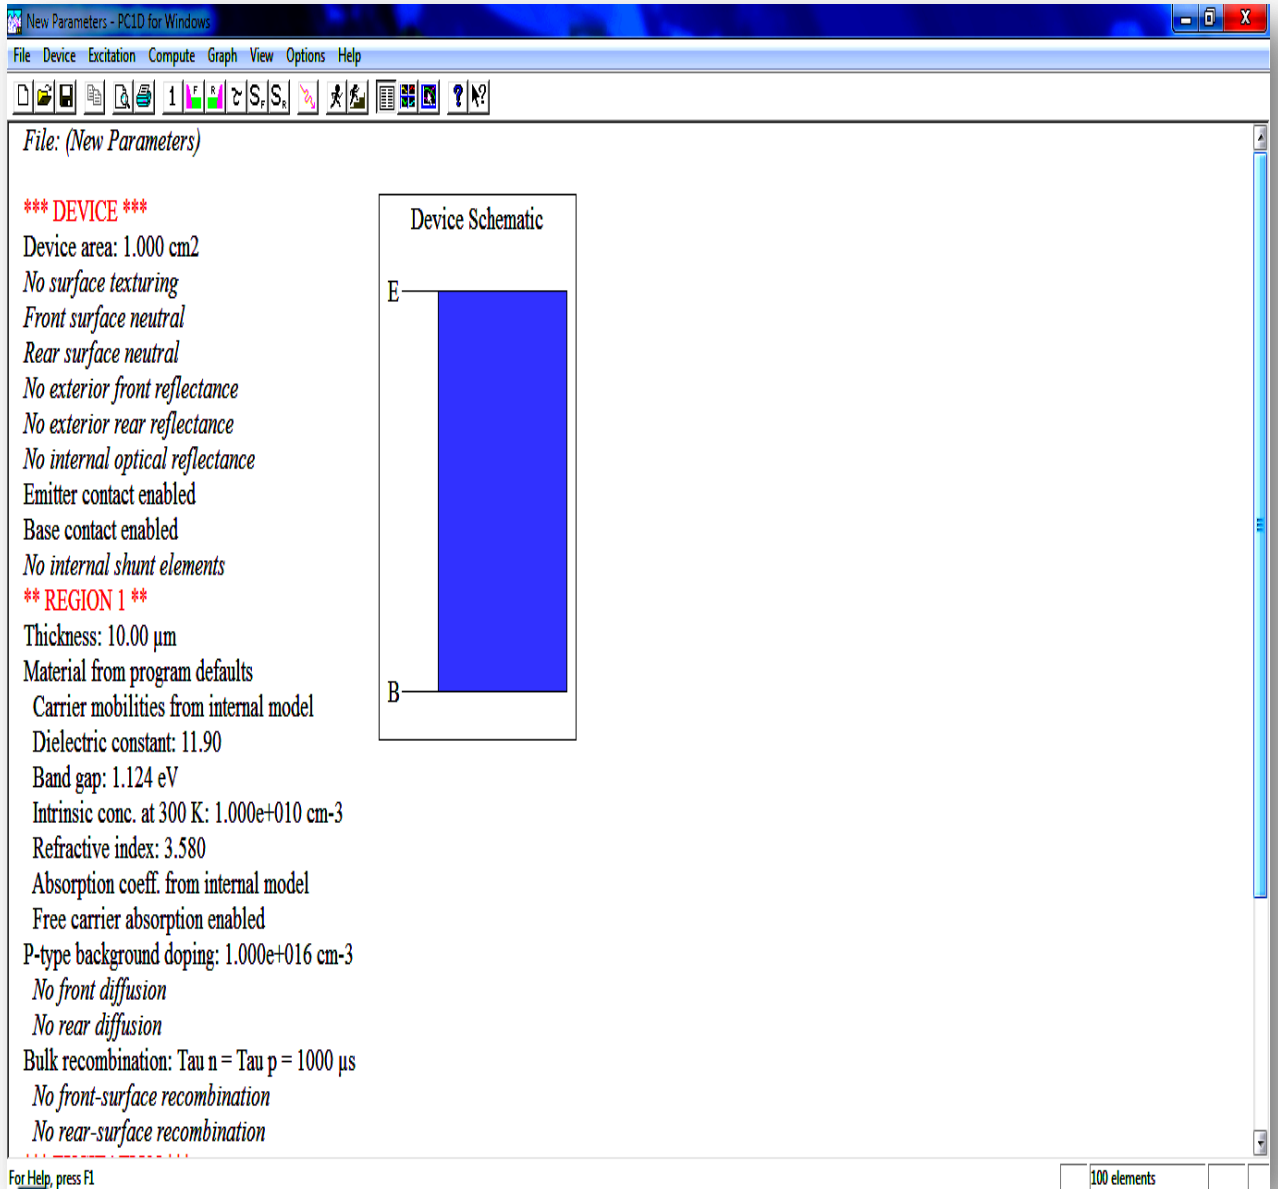 New Parameters - PC1D for Windows
File Device Excitation Compute Graph View Options Help
File: (New Parameters)
*** DEVICE ***
Device area: 1.000 cm2
No surface texturing
Front surface neutral
Rear surface neutral
No exterior front reflectance
No exterior rear reflectance
No internal optical reflectance
Emitter contact enabled
Base contact enabled
No internal shunt elements
** REGION 1 **
Thickness: 10.00 µm
Material from program defaults
Carrier mobilities from internal model
Dielectric constant: 11.90
Band gap: 1.124 eV
Intrinsic conc. at 300 K: 1.000e+010 cm-3
Refractive index: 3.580
Absorption coeff. from internal model
Free carrier absorption enabled
P-type background doping: 1.000e+016 cm-3
No front diffusion
No rear diffusion
Bulk recombination: Tau n = Tau p = 1000 µs
No front-surface recombination
No rear-surface recombination
Device Schematic
E
B
For Help, press F1
100 elements